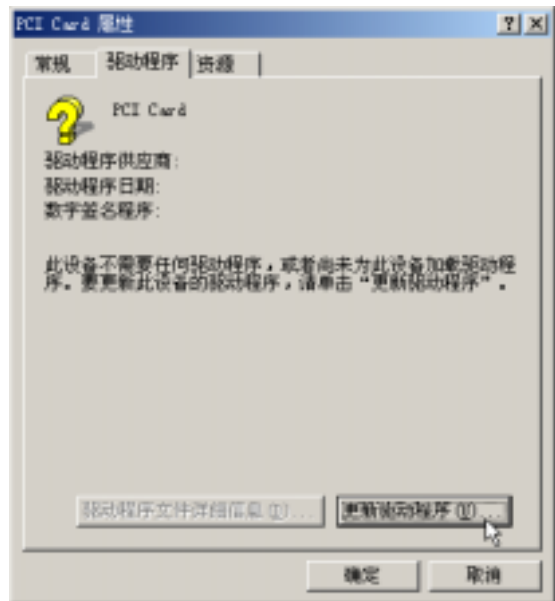 PCI Card 属性
常规 驱动程序 资源
PCI Card
驱动程序供应商:
驱动程序日期:
数字签名程序:
此设备不需要任何驱动程序，或者尚未为此设备加载驱动程
序。要更新此设备的驱动程序，请单击“更新驱动程序”.
驱动程序文件详细信息(D)... 更新驱动程序(U)...
确定 取消